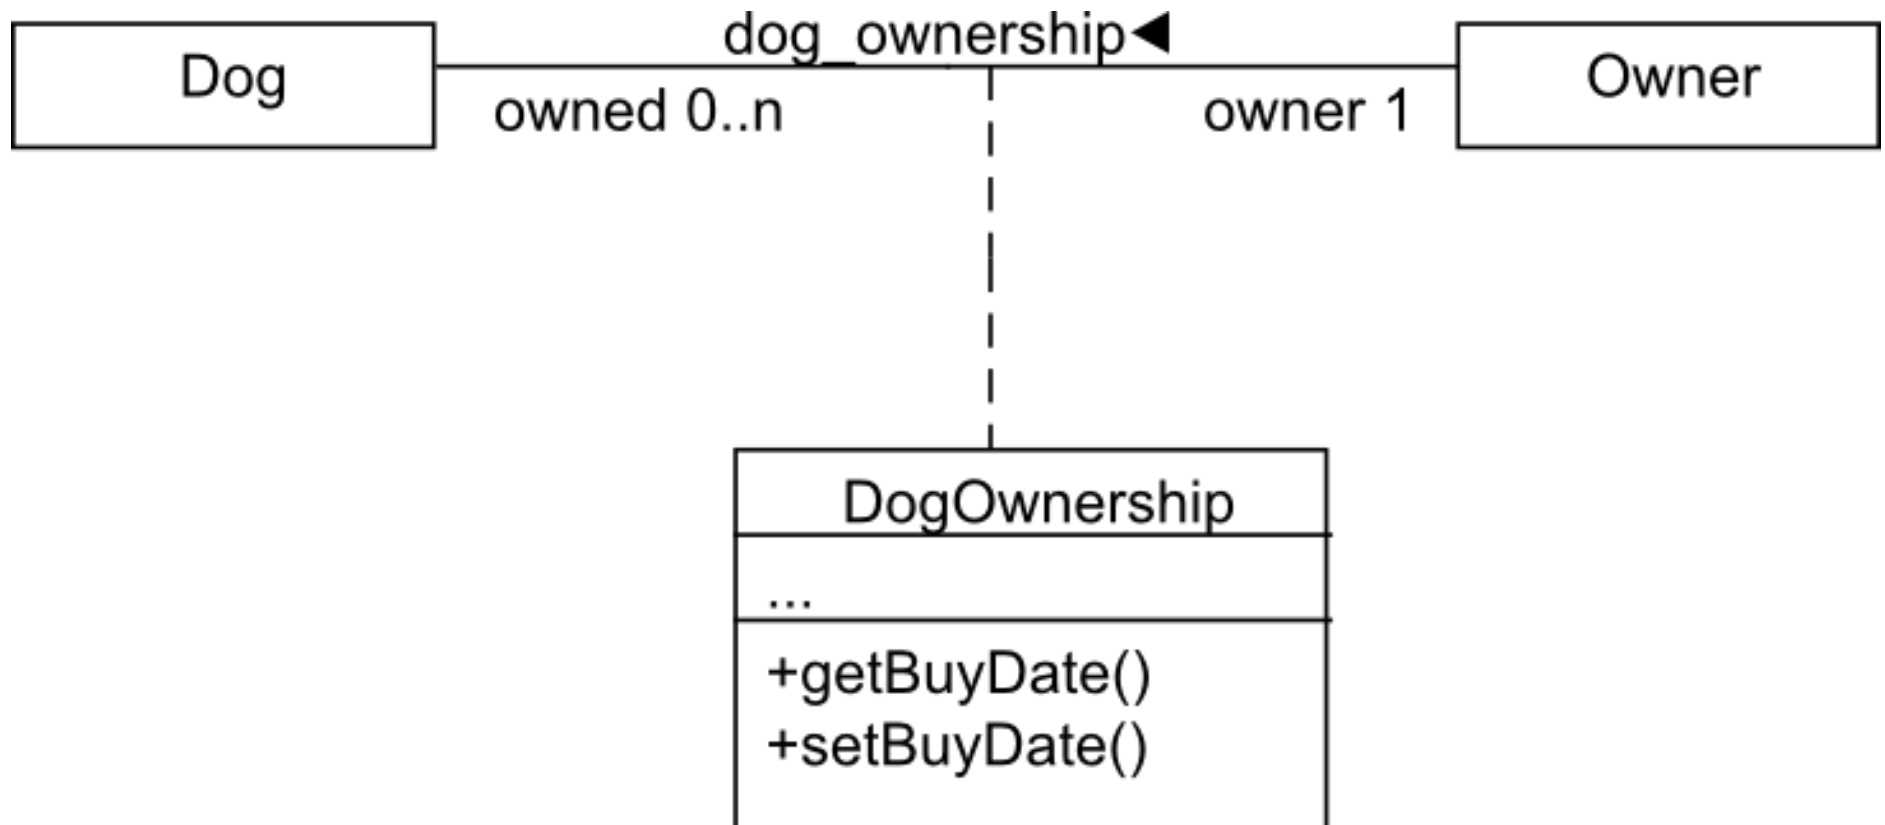 dog_ownership◀
Dog
Owner
owned 0..n
owner 1
DogOwnership
...
+getBuyDate()
+setBuyDate()